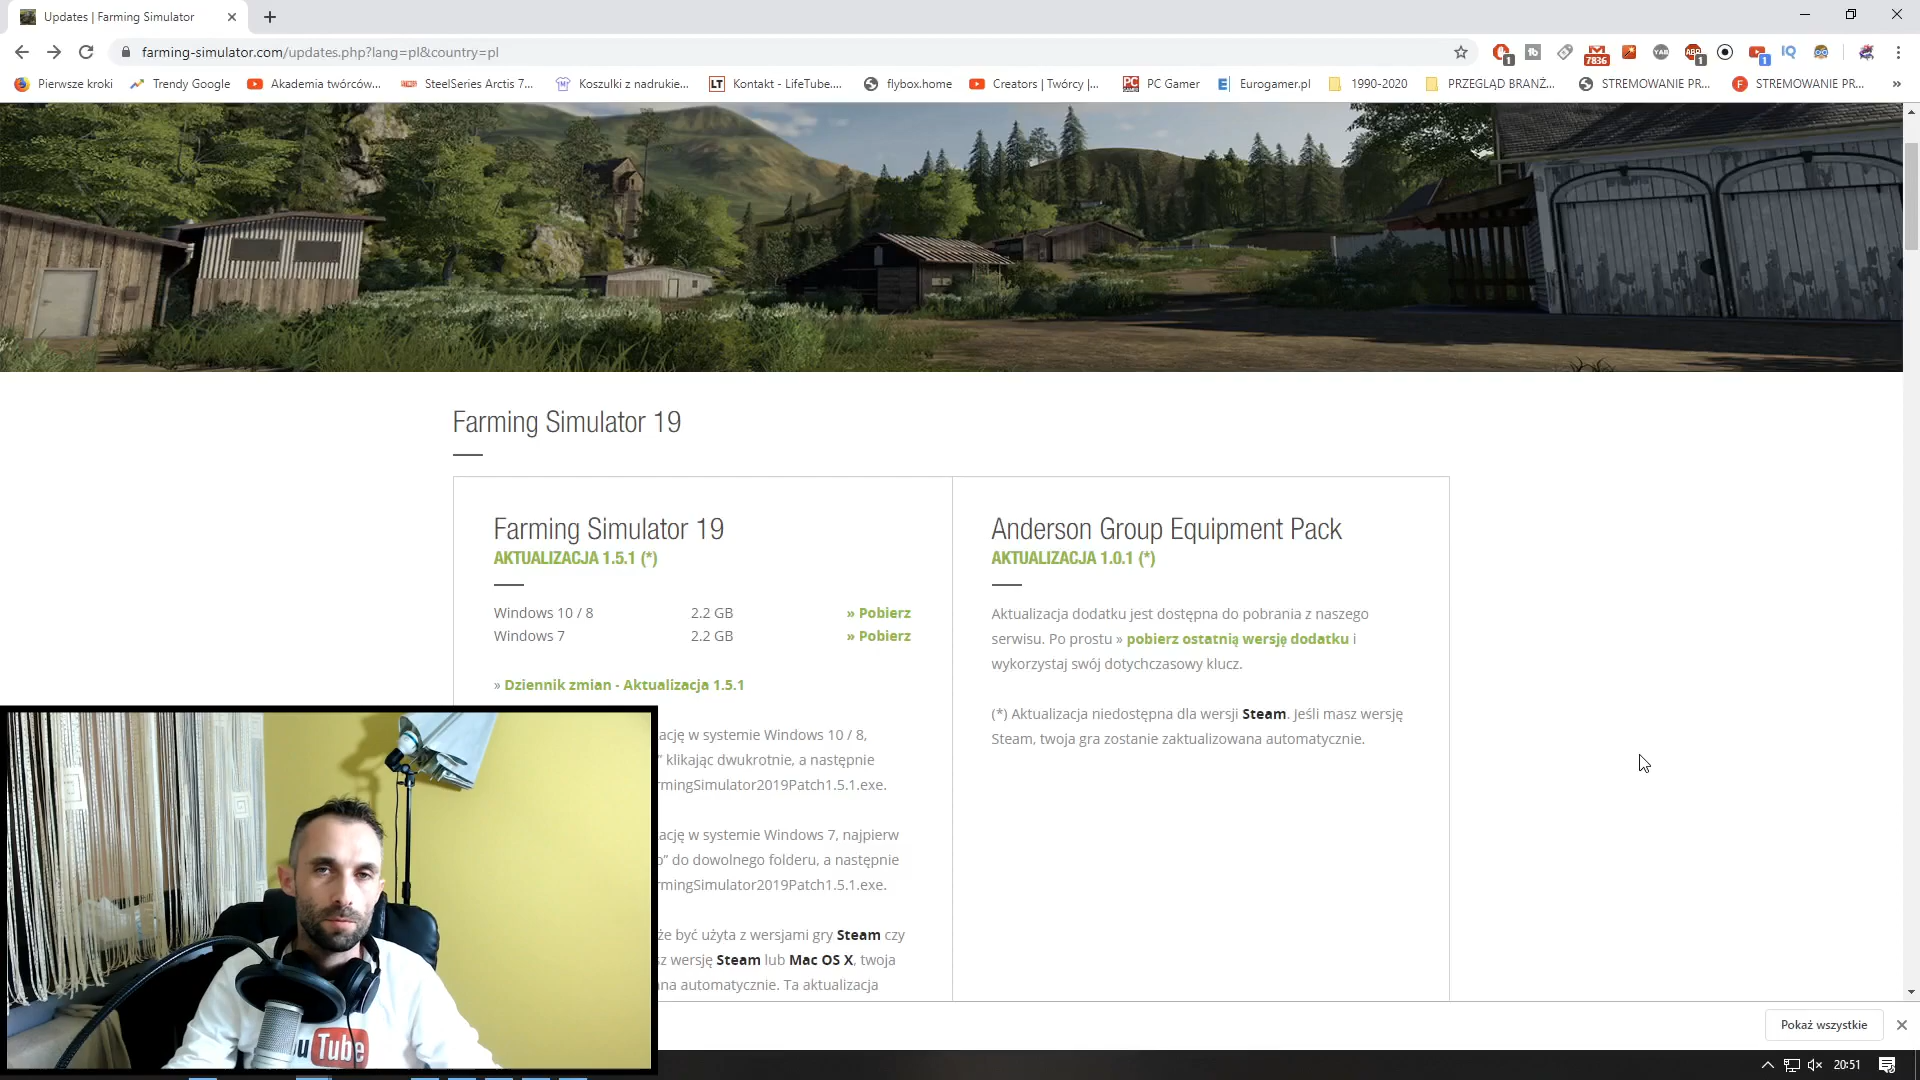 Updates | Farming Simulator
farming-simulator.com/updates.php?lang=pl&country=pl
1
7836
1
1
Pierwsze kroki
Trendy Google
Akademia twórców...
SteelSeries Arctis 7...
Koszulki z nadrukie...
LT Kontakt - LifeTube....
flybox.home
Creators | Twórcy |...
PC Gamer
Eurogamer.pl
1990-2020
PRZEGLĄD BRANŻ...
STREMOWANIE PR...
STREMOWANIE PR...
»
Farming Simulator 19
Farming Simulator 19
AKTUALIZACJA 1.5.1 (*)
Windows 10 / 8 2.2 GB » Pobierz
Windows 7 2.2 GB » Pobierz
» Dziennik zmian - Aktualizacja 1.5.1
ację w systemie Windows 10 / 8,
" klikając dwukrotnie, a następnie
rmingSimulator2019Patch1.5.1.exe.
ację w systemie Windows 7, najpierw
" do dowolnego folderu, a następnie
rmingSimulator2019Patch1.5.1.exe.
że być użyta z wersjami gry Steam czy
sz wersję Steam lub Mac OS X, twoja
na automatycznie. Ta aktualizacja
Anderson Group Equipment Pack
AKTUALIZACJA 1.0.1 (*)
Aktualizacja dodatku jest dostępna do pobrania z naszego
serwisu. Po prostu » pobierz ostatnią wersję dodatku i
wykorzystaj swój dotychczasowy klucz.
(*) Aktualizacja niedostępna dla wersji Steam. Jeśli masz wersję
Steam, twoja gra zostanie zaktualizowana automatycznie.
u Tube
Pokaż wszystkie
20:51